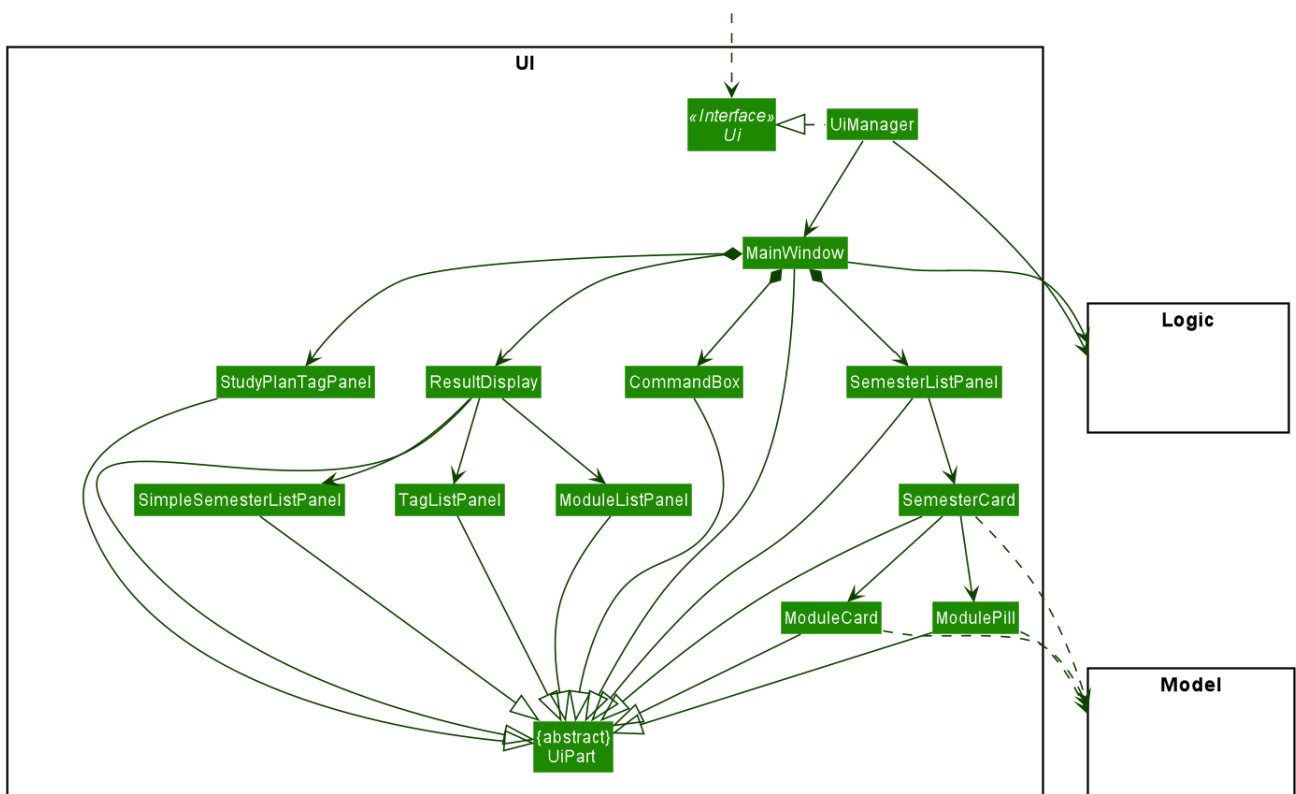 UI
«Interface»
Ui
UiManager
MainWindow
Logic
StudyPlanTagPanel
ResultDisplay
CommandBox
SemesterListPanel
SimpleSemesterListPanel
TagListPanel
ModuleListPanel
SemesterCard
ModuleCard
ModulePill
Model
{abstract}
UiPart